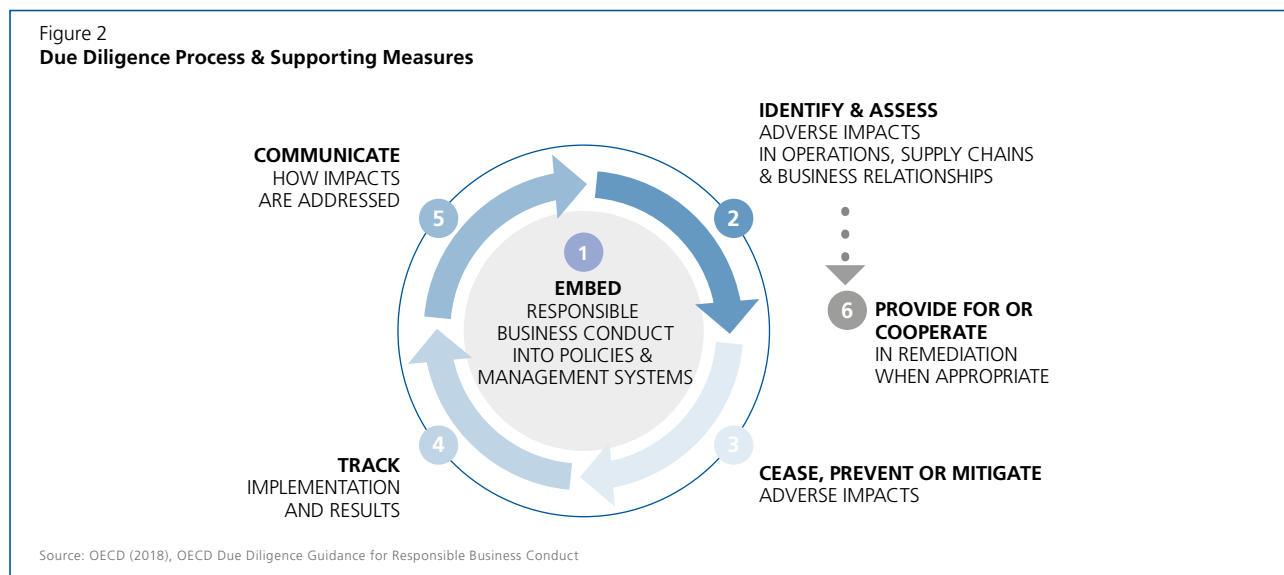 Figure 2
Due Diligence Process & Supporting Measures
1
EMBED
RESPONSIBLE
BUSINESS CONDUCT
INTO POLICIES &
MANAGEMENT SYSTEMS
2
IDENTIFY & ASSESS
ADVERSE IMPACTS
IN OPERATIONS, SUPPLY CHAINS
& BUSINESS RELATIONSHIPS
3
CEASE, PREVENT OR MITIGATE
ADVERSE IMPACTS
4
TRACK
IMPLEMENTATION
AND RESULTS
5
COMMUNICATE
HOW IMPACTS
ARE ADDRESSED
6
PROVIDE FOR OR
COOPERATE
IN REMEDIATION
WHEN APPROPRIATE
Source: OECD (2018), OECD Due Diligence Guidance for Responsible Business Conduct